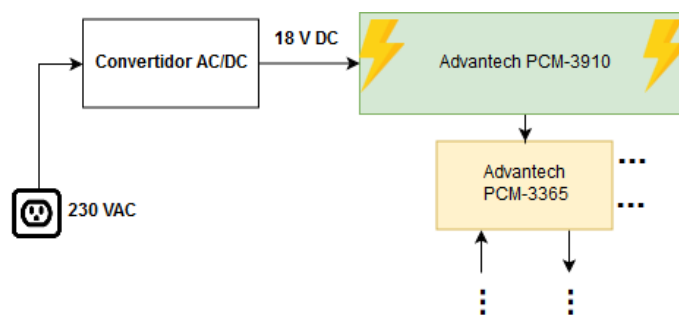 18 V DC
Convertidor AC/DC
Advantech PCM-3910
Advantech
PCM-3365
230 VAC